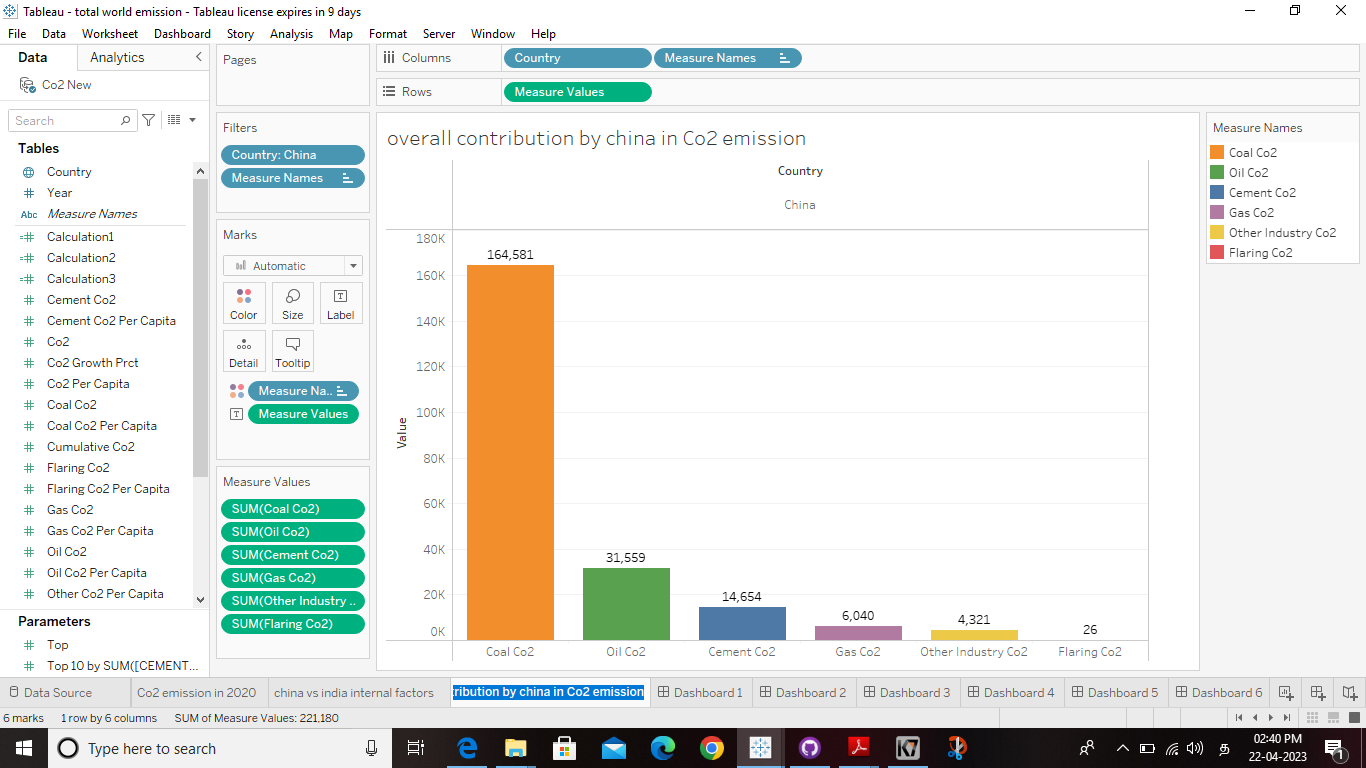 Tableau - total world emission - Tableau license expires in 9 days
File Data Worksheet Dashboard Story Analysis Map Format Server Window Help
Data Analytics
Co2 New
Search
Tables
Country
Year
Abc Measure Names
Calculation1
Calculation2
Calculation3
Cement Co2
Cement Co2 Per Capita
Co2
Co2 Growth Prct
Co2 Per Capita
Coal Co2
Coal Co2 Per Capita
Cumulative Co2
Flaring Co2
Flaring Co2 Per Capita
Gas Co2
Gas Co2 Per Capita
Oil Co2
Oil Co2 Per Capita
Other Co2 Per Capita
Parameters
Top
Top 10 by SUM([CEMENT...
Pages
Filters
Country: China
Measure Names
Marks
Automatic
Color Size Label
Detail Tooltip
Measure Na..
Measure Values
Measure Values
SUM(Coal Co2)
SUM(Oil Co2)
SUM(Cement Co2)
SUM(Gas Co2)
SUM(Other Industry ..
SUM(Flaring Co2)
Columns Country Measure Names
Rows Measure Values
overall contribution by china in Co2 emission
Country
China
Value
180K
160K
140K
120K
100K
80K
60K
40K
20K
0K
164,581
31,559
14,654
6,040
4,321
26
Coal Co2 Oil Co2 Cement Co2 Gas Co2 Other Industry Co2 Flaring Co2
Measure Names
Coal Co2
Oil Co2
Cement Co2
Gas Co2
Other Industry Co2
Flaring Co2
Data Source Co2 emission in 2020 china vs india internal factors tribution by china in Co2 emission Dashboard 1 Dashboard 2 Dashboard 3 Dashboard 4 Dashboard 5 Dashboard 6
6 marks 1 row by 6 columns SUM of Measure Values: 221,180
Type here to search
02:40 PM
22-04-2023
1